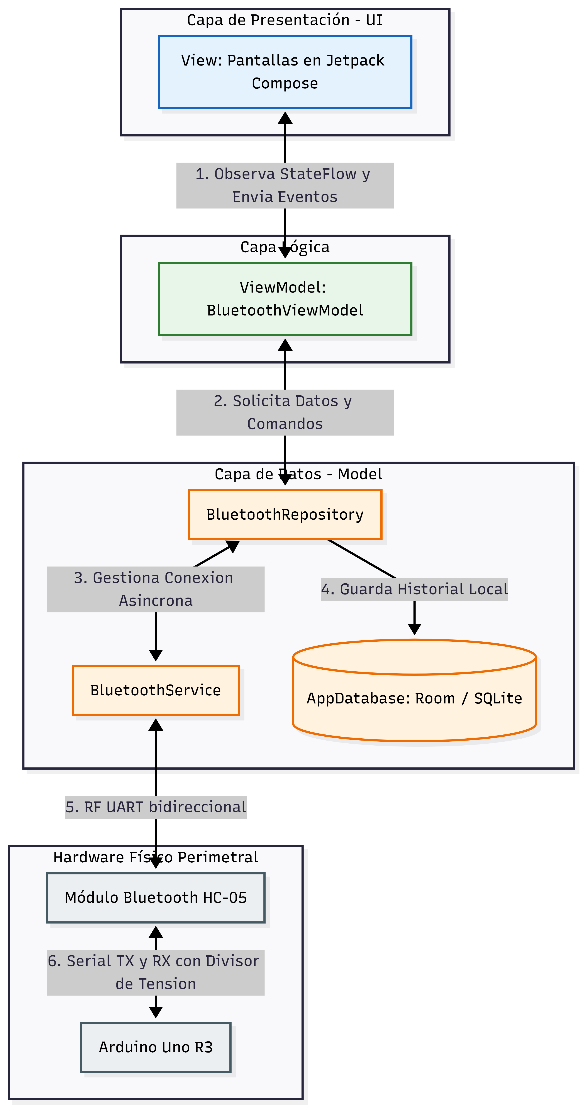 Capa de Presentación - UI
View: Pantallas en Jetpack
Compose
1. Observa StateFlow y
Envia Eventos
Capa Lógica
ViewModel:
BluetoothViewModel
2. Solicita Datos y
Comandos
Capa de Datos - Model
BluetoothRepository
3. Gestiona Conexion
Asincrona
4. Guarda Historial Local
BluetoothService
AppDatabase: Room / SQLite
5. RF UART bidireccional
Hardware Físico Perimetral
Módulo Bluetooth HC-05
6. Serial TX y RX con Divisor
de Tension
Arduino Uno R3